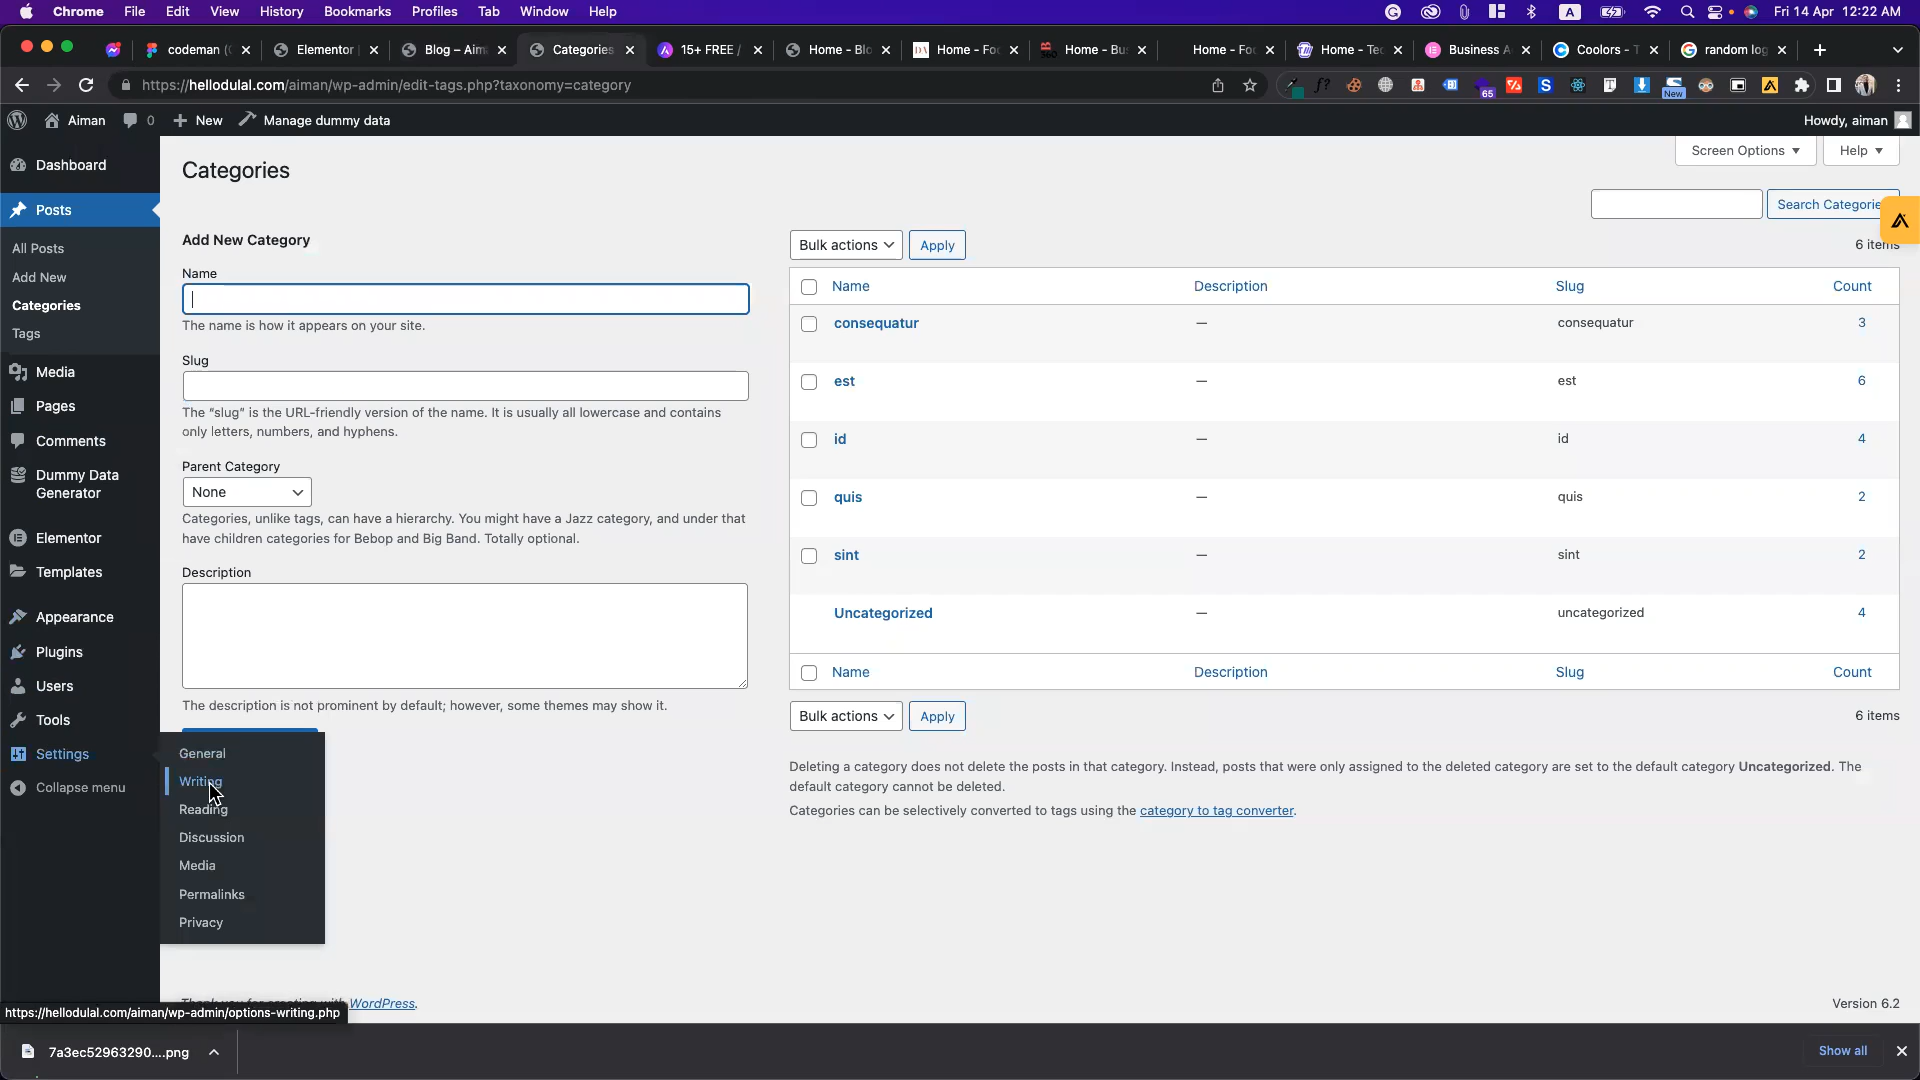 Chrome File Edit View History Bookmarks Profiles Tab Window Help A Fri 14 Apr 12:22 AM
codeman ( Elementor Blog – Aim Categories 15+ FREE / Home - Blo Home - Foo Home - Bus Home - Fou Home - Tec Business A Coolors - T random log
https://hellodulal.com/aiman/wp-admin/edit-tags.php?taxonomy=category
65 New
Aiman 0 New Manage dummy data Howdy, aiman
Screen Options Help
Dashboard
Posts
All Posts
Add New
Categories
Tags
Media
Pages
Comments
Dummy Data
Generator
Elementor
Templates
Appearance
Plugins
Users
Tools
Settings
Collapse menu
General
Writing
Reading
Discussion
Media
Permalinks
Privacy
Categories
Search Categorie
Add New Category
Name
The name is how it appears on your site.
Slug
The “slug” is the URL-friendly version of the name. It is usually all lowercase and contains
only letters, numbers, and hyphens.
Parent Category
None
Categories, unlike tags, can have a hierarchy. You might have a Jazz category, and under that
have children categories for Bebop and Big Band. Totally optional.
Description
The description is not prominent by default; however, some themes may show it.
Bulk actions Apply 6 items
Name Description Slug Count
consequatur — consequatur 3
est — est 6
id — id 4
quis — quis 2
sint — sint 2
Uncategorized — uncategorized 4
Name Description Slug Count
Bulk actions Apply 6 items
Deleting a category does not delete the posts in that category. Instead, posts that were only assigned to the deleted category are set to the default category Uncategorized. The
default category cannot be deleted.
Categories can be selectively converted to tags using the category to tag converter.
Thank you for creating with WordPress. Version 6.2
https://hellodulal.com/aiman/wp-admin/options-writing.php
7a3ec52963290....png Show all